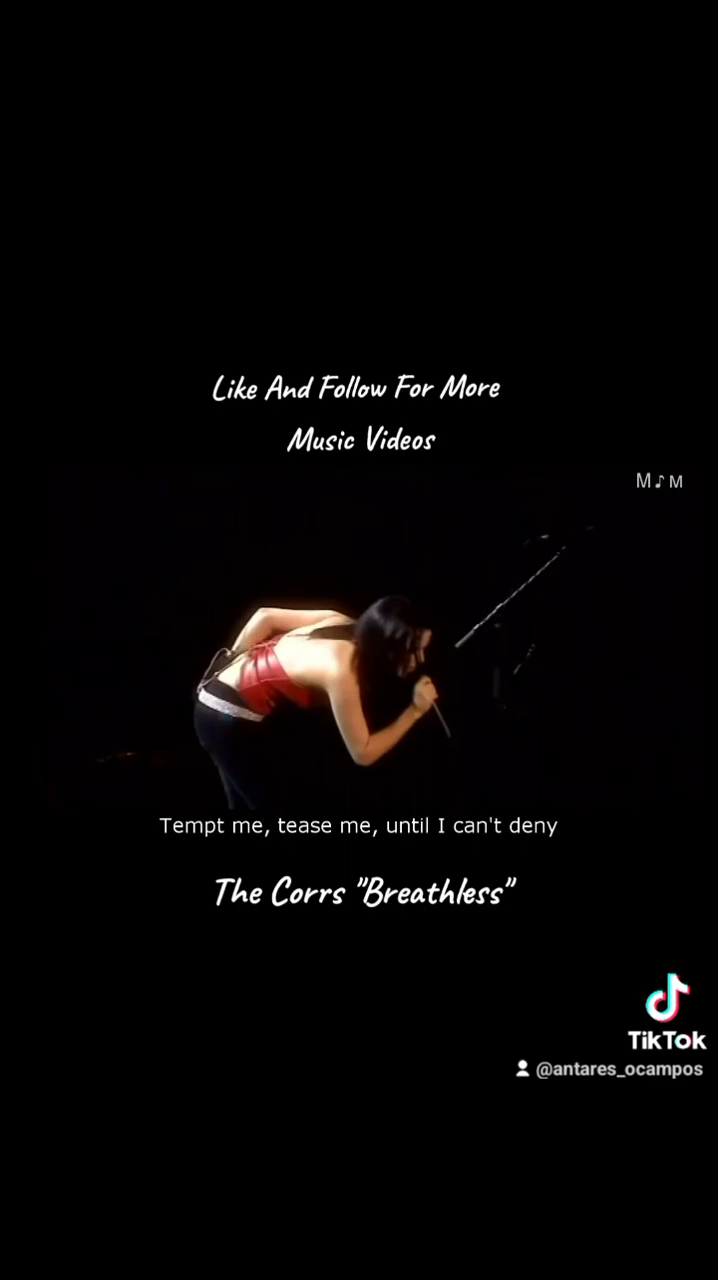 Like And Follow For More
Music Videos
M♪M
Tempt me, tease me, until I can't deny
The Corrs "Breathless"
TikTok
@antares_ocampos